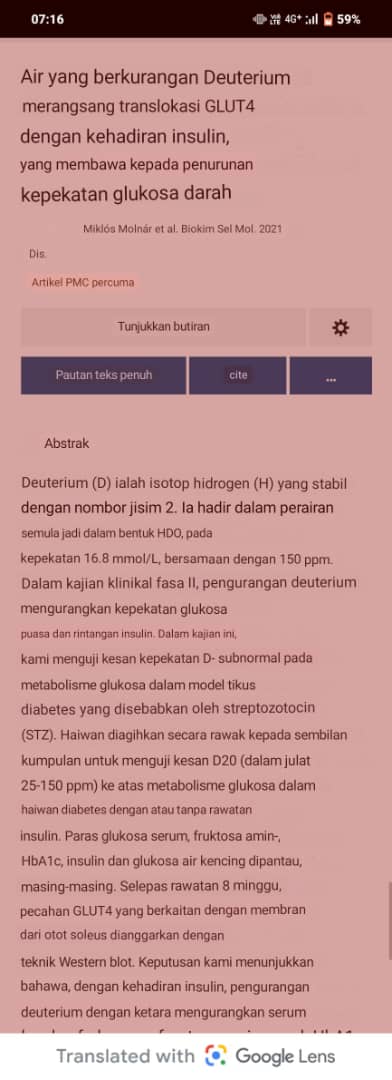 07:16
4G+
59%
Air yang berkurangan Deuterium
merangsang translokasi GLUT4
dengan kehadiran insulin,
yang membawa kepada penurunan
kepekatan glukosa darah
Miklós Molnár et al. Biokim Sel Mol. 2021
Dis.
Artikel PMC percuma
Tunjukkan butiran
Pautan teks penuh
cite
...
Abstrak
Deuterium (D) ialah isotop hidrogen (H) yang stabil
dengan nombor jisim 2. Ia hadir dalam perairan
semula jadi dalam bentuk HDO, pada
kepekatan 16.8 mmol/L, bersamaan dengan 150 ppm.
Dalam kajian klinikal fasa II, pengurangan deuterium
mengurangkan kepekatan glukosa
puasa dan rintangan insulin. Dalam kajian ini,
kami menguji kesan kepekatan D- subnormal pada
metabolisme glukosa dalam model tikus
diabetes yang disebabkan oleh streptozotocin
(STZ). Haiwan diagihkan secara rawak kepada sembilan
kumpulan untuk menguji kesan D20 (dalam julat
25-150 ppm) ke atas metabolisme glukosa dalam
haiwan diabetes dengan atau tanpa rawatan
insulin. Paras glukosa serum, fruktosa amin-,
HbA1c, insulin dan glukosa air kencing dipantau,
masing-masing. Selepas rawatan 8 minggu,
pecahan GLUT4 yang berkaitan dengan membran
dari otot soleus dianggarkan dengan
teknik Western blot. Keputusan kami menunjukkan
bahawa, dengan kehadiran insulin, pengurangan
deuterium dengan ketara mengurangkan serum
Translated with Google Lens